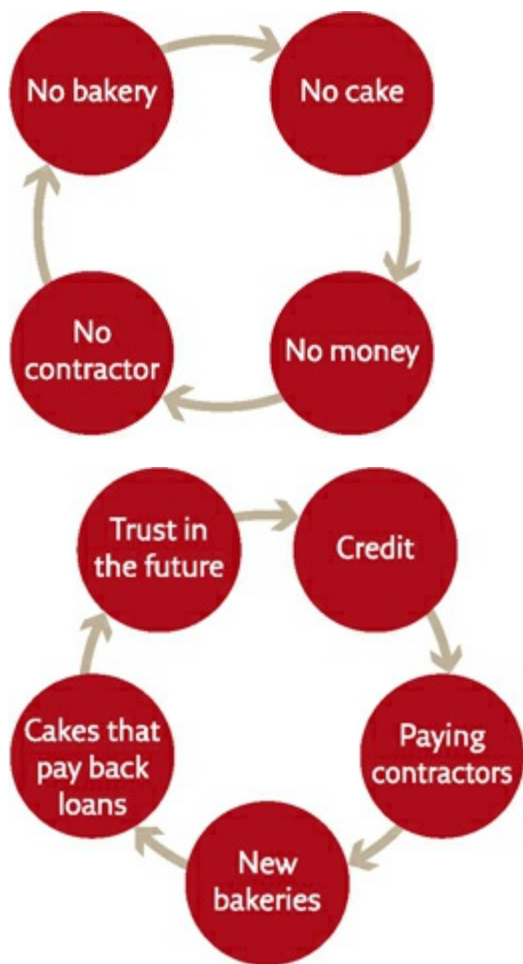 No bakery
No cake
No money
No
contractor
Trust in
the future
Credit
Paying
contractors
New
bakeries
Cakes that
pay back
loans